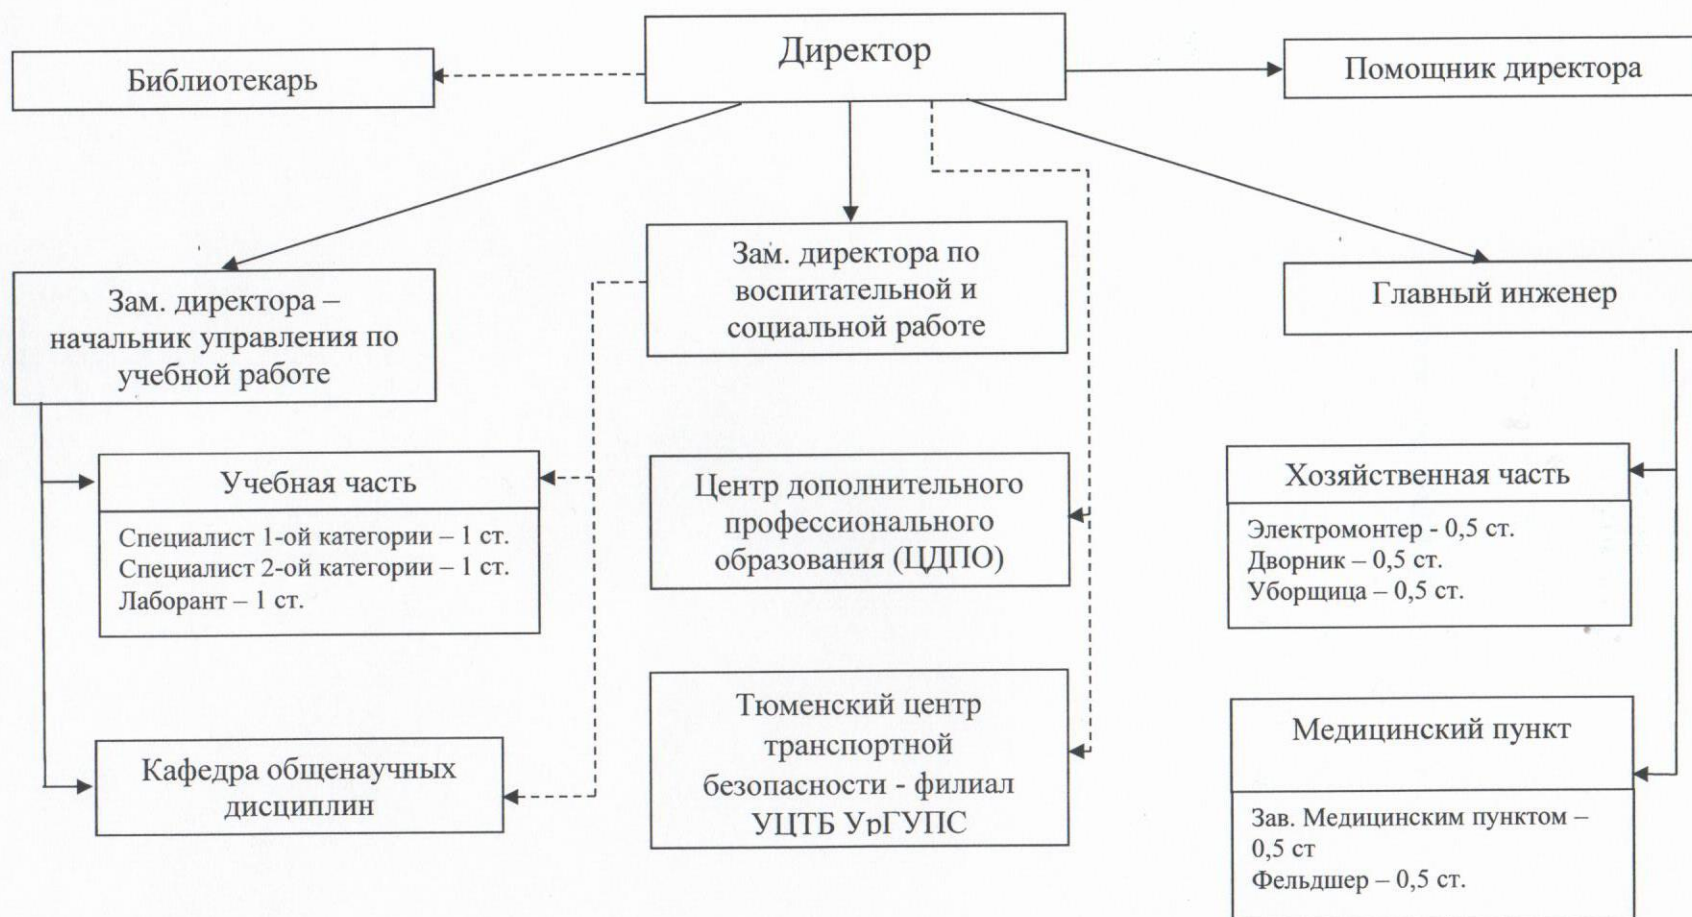 Директор
Библиотекарь
Помощник директора
Зам. директора –
начальник управления по
учебной работе
Зам. директора по
воспитательной и
социальной работе
Главный инженер
Учебная часть
Специалист 1-ой категории – 1 ст.
Специалист 2-ой категории – 1 ст.
Лаборант – 1 ст.
Центр дополнительного
профессионального
образования (ЦДПО)
Хозяйственная часть
Электромонтер - 0,5 ст.
Дворник – 0,5 ст.
Уборщица – 0,5 ст.
Кафедра общенаучных
дисциплин
Тюменский центр
транспортной
безопасности - филиал
УЦТБ УрГУПС
Медицинский пункт
Зав. Медицинским пунктом –
0,5 ст
Фельдшер – 0,5 ст.